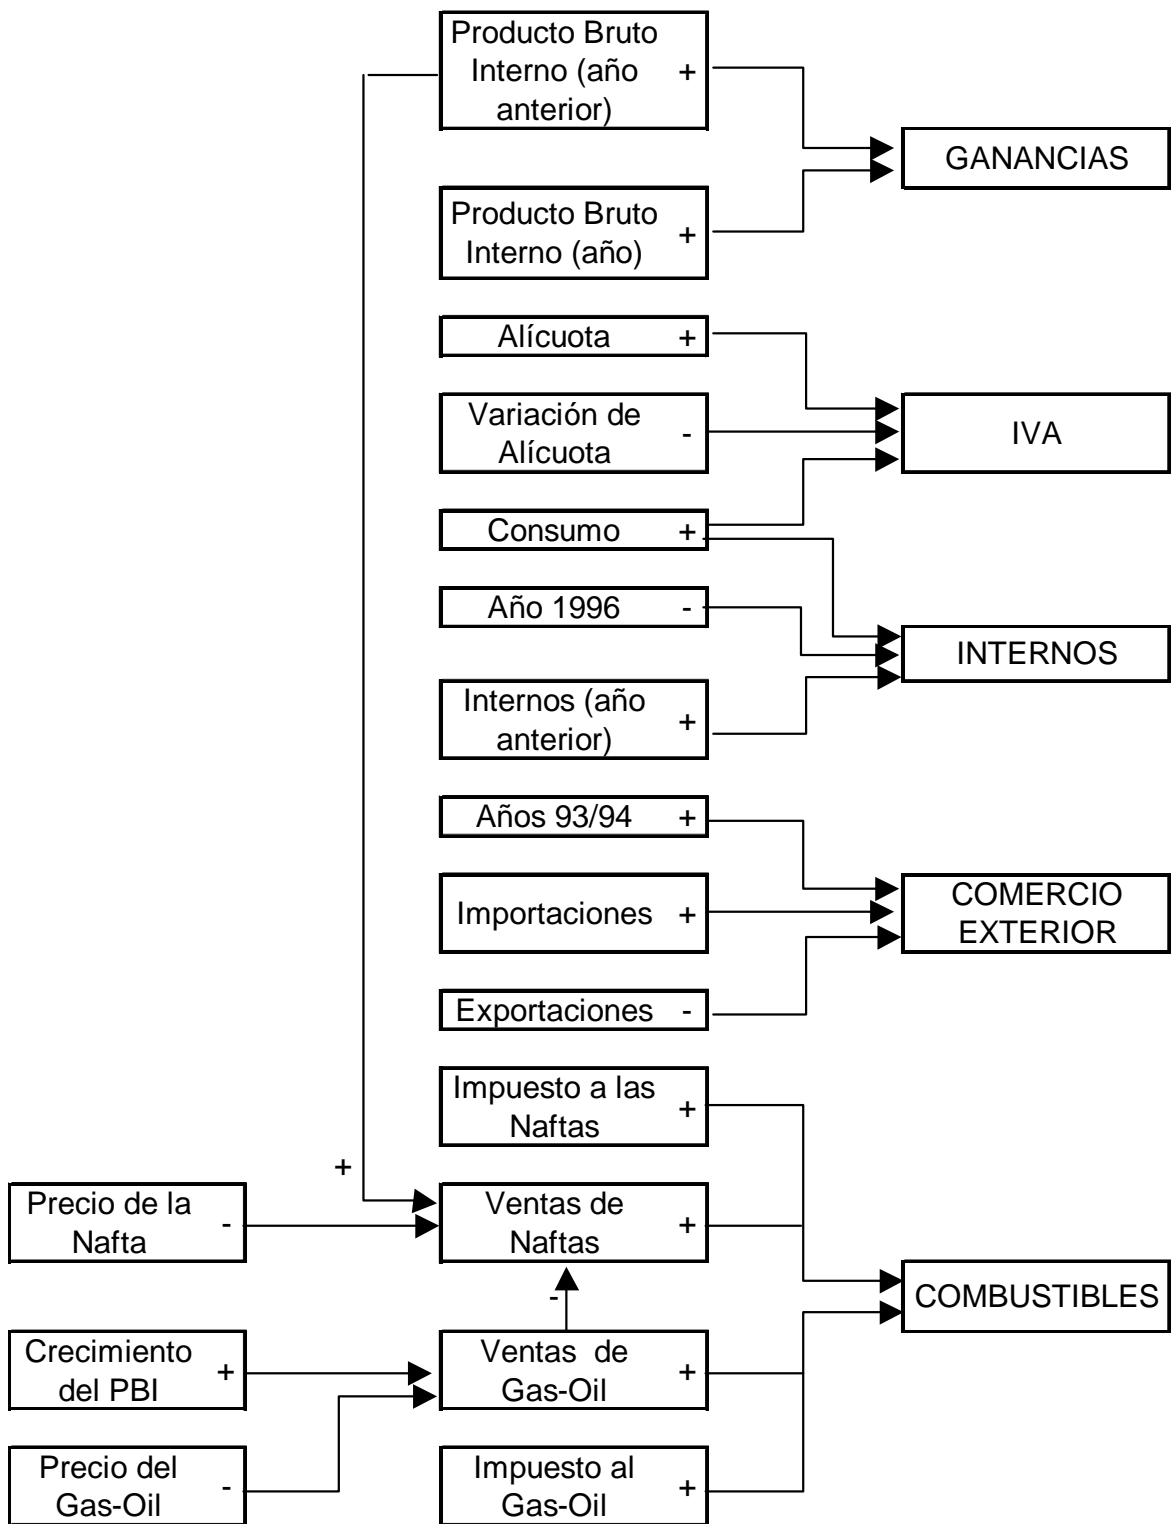 Producto Bruto
Interno (año +
anterior)
GANANCIAS
Producto Bruto
Interno (año) +
Alícuota +
Variación de
Alícuota -
IVA
Consumo +
Año 1996 -
INTERNOS
Internos (año
anterior) +
Años 93/94 +
Importaciones +
COMERCIO
EXTERIOR
Exportaciones -
Impuesto a las
Naftas +
+
Precio de la
Nafta -
Ventas de
Naftas +
COMBUSTIBLES
-
Crecimiento
del PBI +
Ventas de
Gas-Oil +
Precio del
Gas-Oil -
Impuesto al
Gas-Oil +